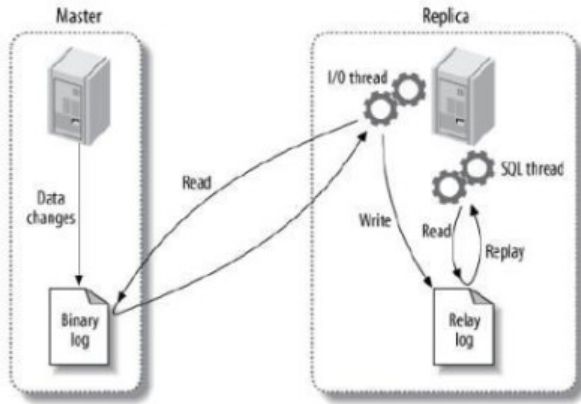 Master
Replica
I/O thread
SQL thread
Read
Data
changes
Write
Read
Replay
Binary
log
Relay
log